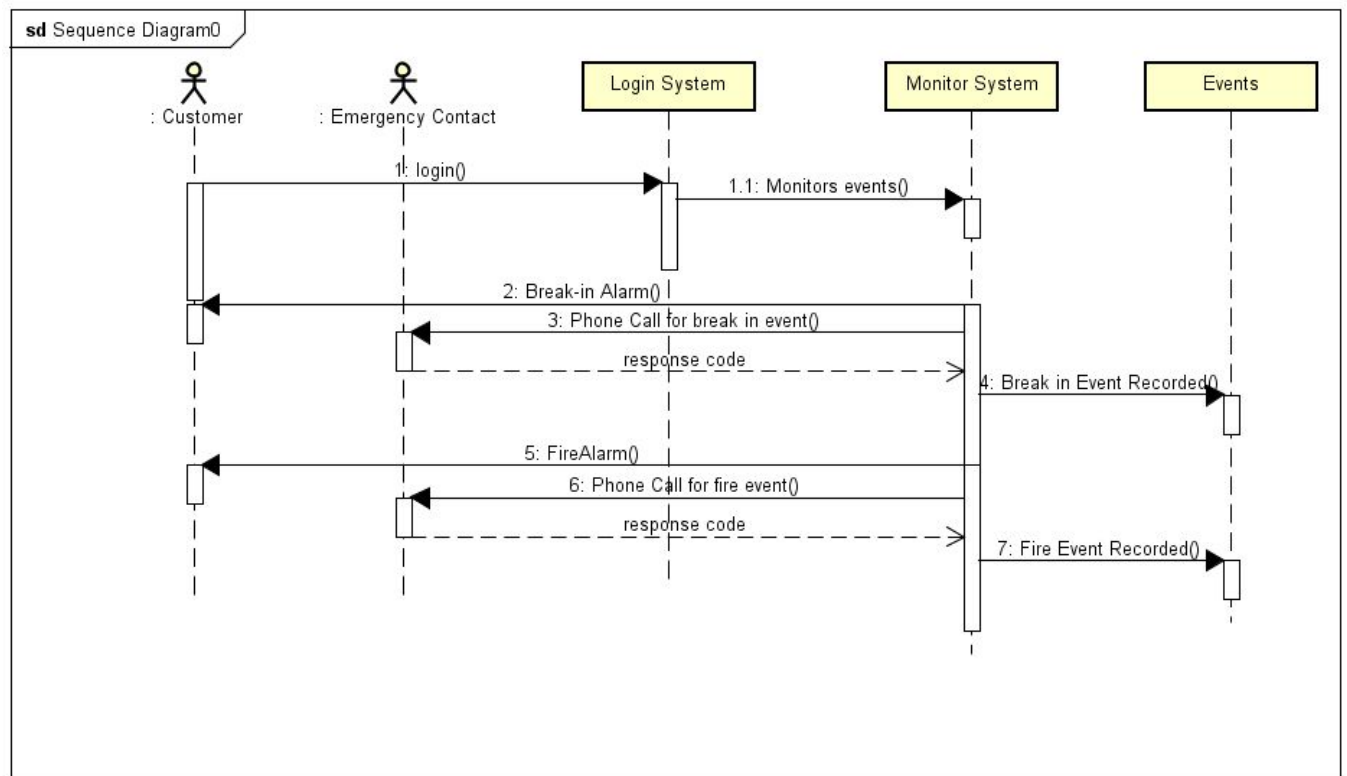 sd Sequence Diagram0
: Customer
: Emergency Contact
Login System
Monitor System
Events
1: login()
1.1: Monitors events()
2: Break-in Alarm()
3: Phone Call for break in event()
response code
4: Break in Event Recorded()
5: FireAlarm()
6: Phone Call for fire event()
response code
7: Fire Event Recorded()